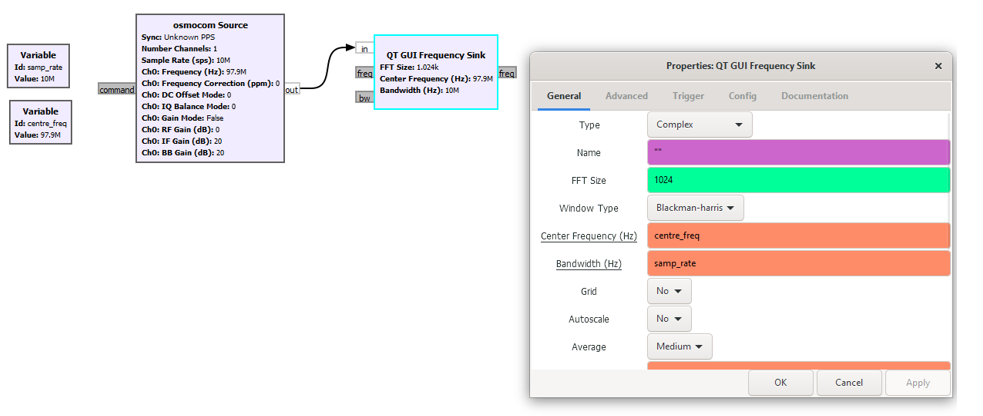 Variable
Id: samp_rate
Value: 10M
Variable
Id: centre_freq
Value: 97.9M
osmocom Source
Sync: Unknown PPS
Number Channels: 1
Sample Rate (sps): 10M
Ch0: Frequency (Hz): 97.9M
Ch0: Frequency Correction (ppm): 0
Ch0: DC Offset Mode: 0
Ch0: IQ Balance Mode: 0
Ch0: Gain Mode: False
Ch0: RF Gain (dB): 0
Ch0: IF Gain (dB): 20
Ch0: BB Gain (dB): 20
command
out
in
freq
bw
QT GUI Frequency Sink
FFT Size: 1.024k
Center Frequency (Hz): 97.9M
Bandwidth (Hz): 10M
freq
Properties: QT GUI Frequency Sink
×
General Advanced Trigger Config Documentation
Type Complex
Name ""
FFT Size 1024
Window Type Blackman-harris
Center Frequency (Hz) centre_freq
Bandwidth (Hz) samp_rate
Grid No
Autoscale No
Average Medium
OK Cancel Apply